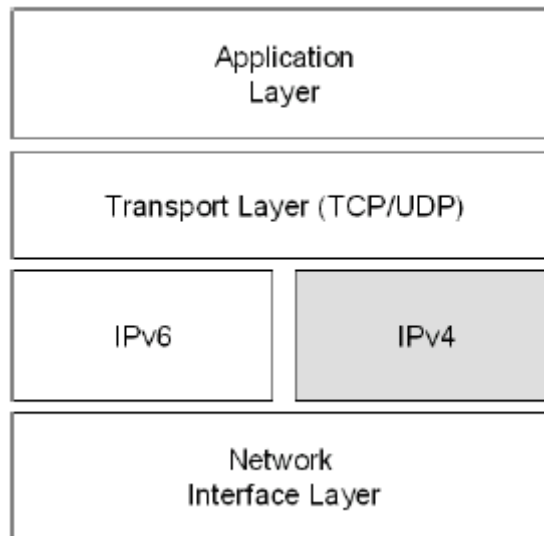 Application
Layer
Transport Layer (TCP/UDP)
IPv6
IPv4
Network
Interface Layer